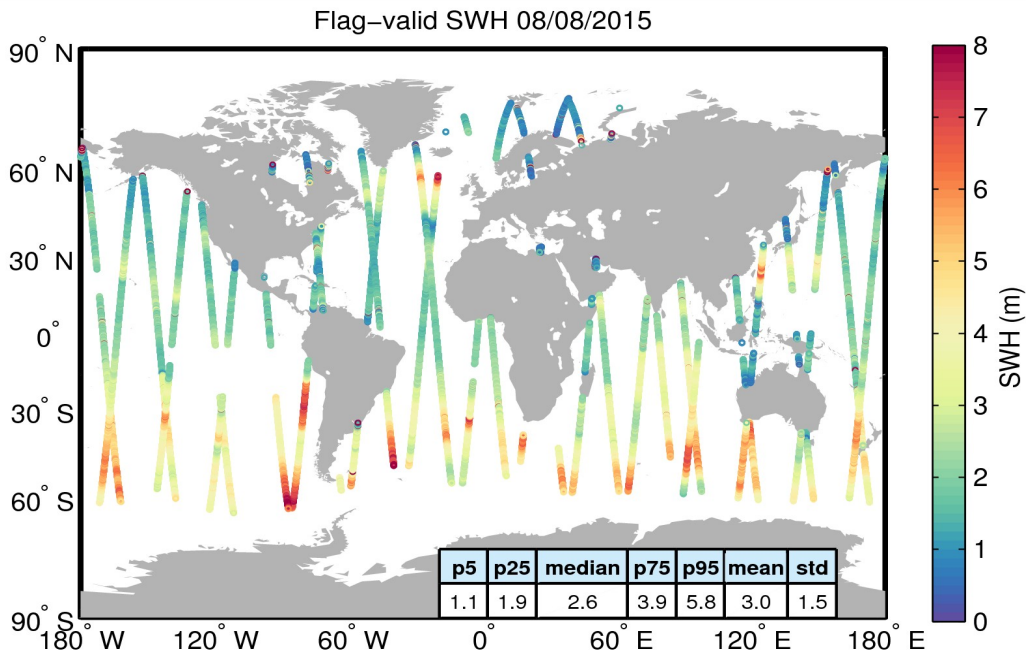 Flag−valid SWH 08/08/2015
90° N
60° N
30° N
0°
30° S
60° S
90° S
180° W
120° W
60° W
0°
60° E
120° E
180° E
p5 p25 median p75 p95 mean std
1.1 1.9 2.6 3.9 5.8 3.0 1.5
8
7
6
5
4
3
2
1
0
SWH (m)